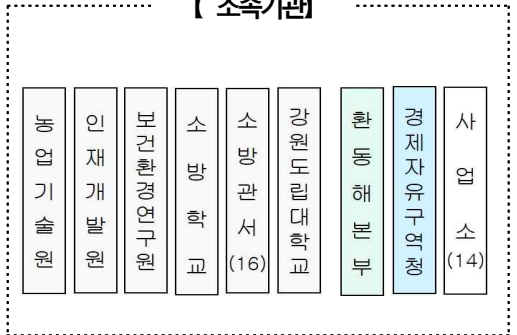 【 소속기관】
농업기술원
인재개발원
보건환경연구원
소방학교
소방관서
(16)
강원도립대학교
환동해본부
경제자유구역청
사업소
(14)